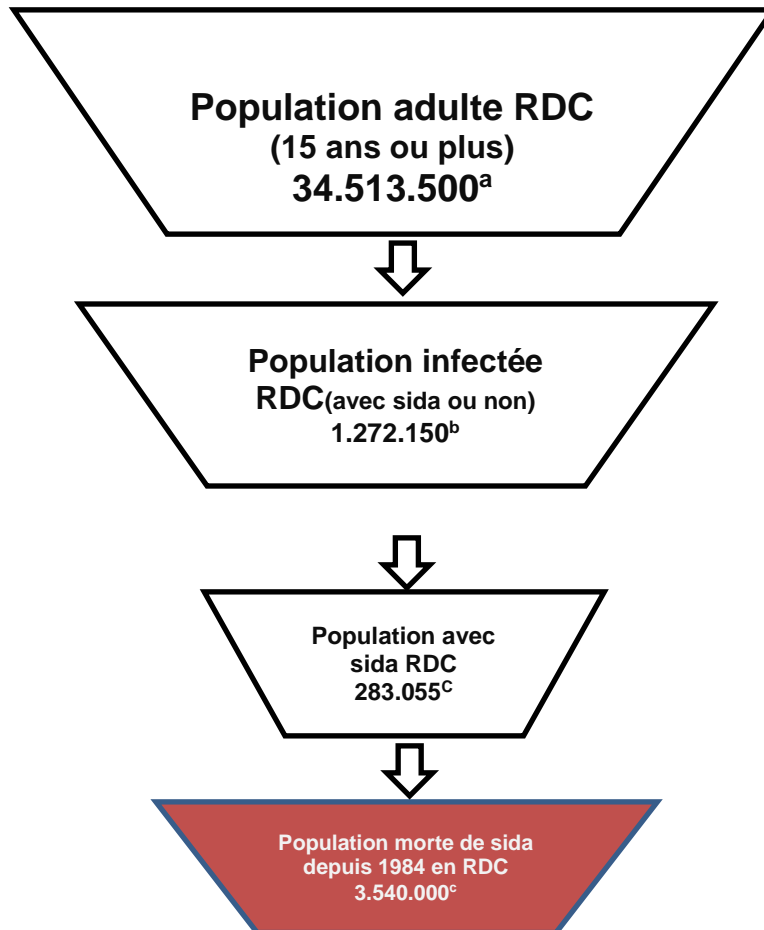 Population adulte RDC
(15 ans ou plus)
34.513.500ᵃ
Population infectée
RDC(avec sida ou non)
1.272.150ᵇ
Population avec
sida RDC
283.055ᶜ
Population morte de sida
depuis 1984 en RDC
3.540.000ᶜ